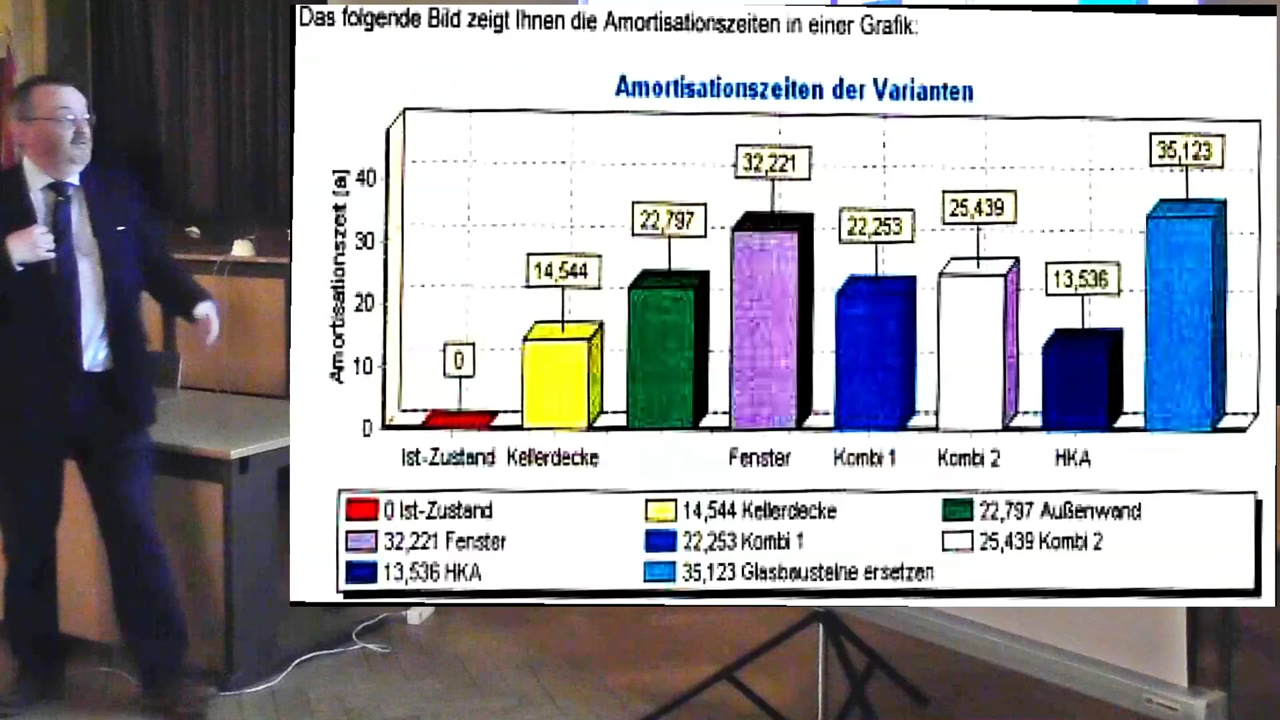 Das folgende Bild zeigt Ihnen die Amortisationszeiten in einer Grafik:
Amortisationszeiten der Varianten
Amortisationszeit [a]
40
30
20
10
0
0
14,544
22,797
32,221
22,253
25,439
13,536
35,123
Ist-Zustand Kellerdecke Fenster Kombi 1 Kombi 2 HKA
0 Ist-Zustand 14,544 Kellerdecke 22,797 Außenwand
32,221 Fenster 22,253 Kombi 1 25,439 Kombi 2
13,536 HKA 35,123 Glasbausteine ersetzen